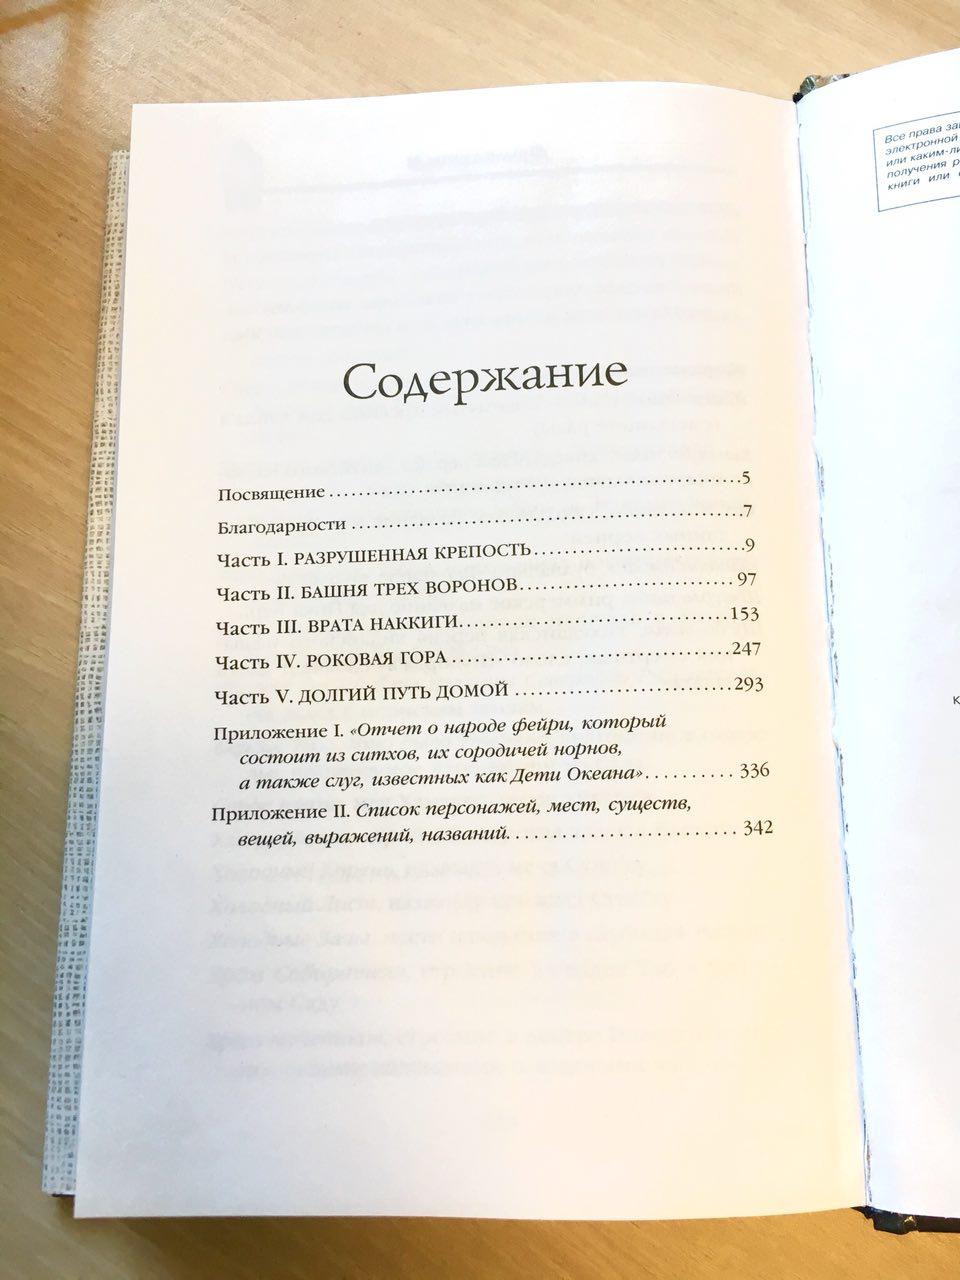 Содержание
Посвящение...5
Благодарности...7
Часть I. РАЗРУШЕННАЯ КРЕПОСТЬ...9
Часть II. БАШНЯ ТРЕХ ВОРОНОВ...97
Часть III. ВРАТА НАККИГИ...153
Часть IV. РОКОВАЯ ГОРА...247
Часть V. ДОЛГИЙ ПУТЬ ДОМОЙ...293
Приложение I. «Отчет о народе фейри, который
состоит из ситхов, их сородичей норнов,
а также слуг, известных как Дети Океана»...336
Приложение II. Список персонажей, мест, существ,
вещей, выражений, названий...342
Все права
электронной
или каким-ли
получения
книги или